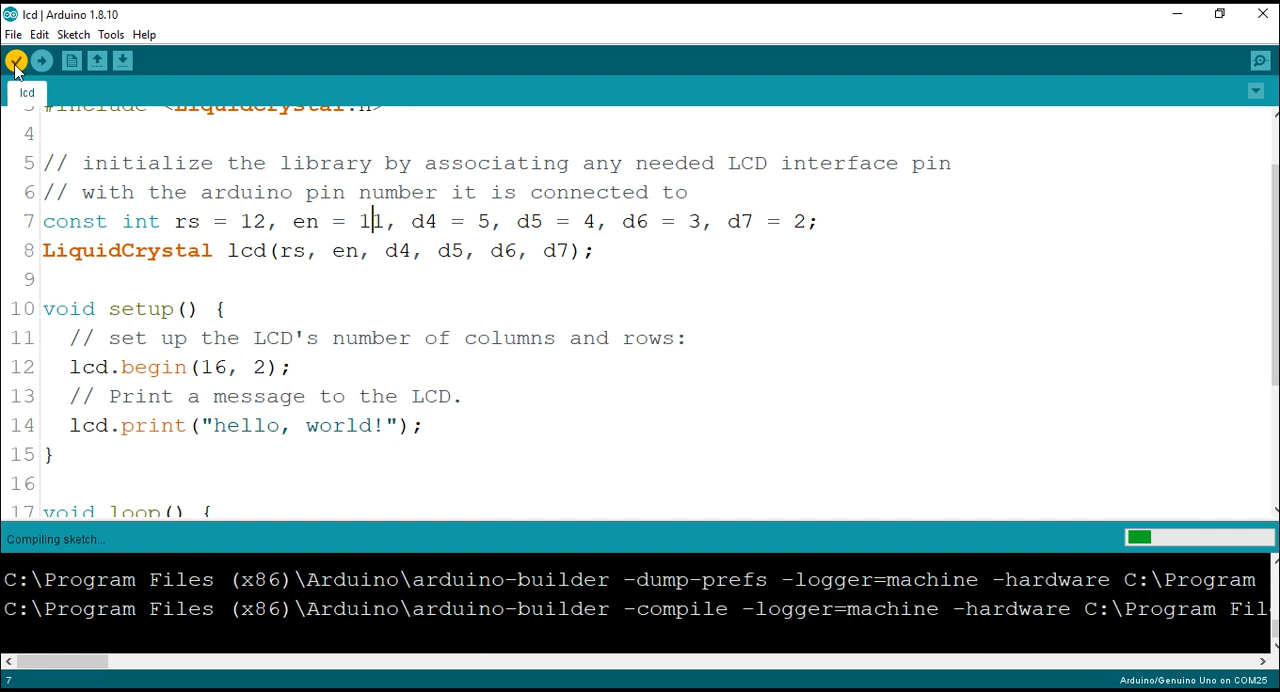 lcd | Arduino 1.8.10
File Edit Sketch Tools Help
lcd
3 #include <LiquidCrystal.h>
4
5 // initialize the library by associating any needed LCD interface pin
6 // with the arduino pin number it is connected to
7 const int rs = 12, en = 11, d4 = 5, d5 = 4, d6 = 3, d7 = 2;
8 LiquidCrystal lcd(rs, en, d4, d5, d6, d7);
9
10 void setup() {
11 // set up the LCD's number of columns and rows:
12 lcd.begin(16, 2);
13 // Print a message to the LCD.
14 lcd.print("hello, world!");
15 }
16
17 void loop() {
Compiling sketch...
C:\Program Files (x86)\Arduino\arduino-builder -dump-prefs -logger=machine -hardware C:\Program
C:\Program Files (x86)\Arduino\arduino-builder -compile -logger=machine -hardware C:\Program Fil
7
Arduino/Genuino Uno on COM25